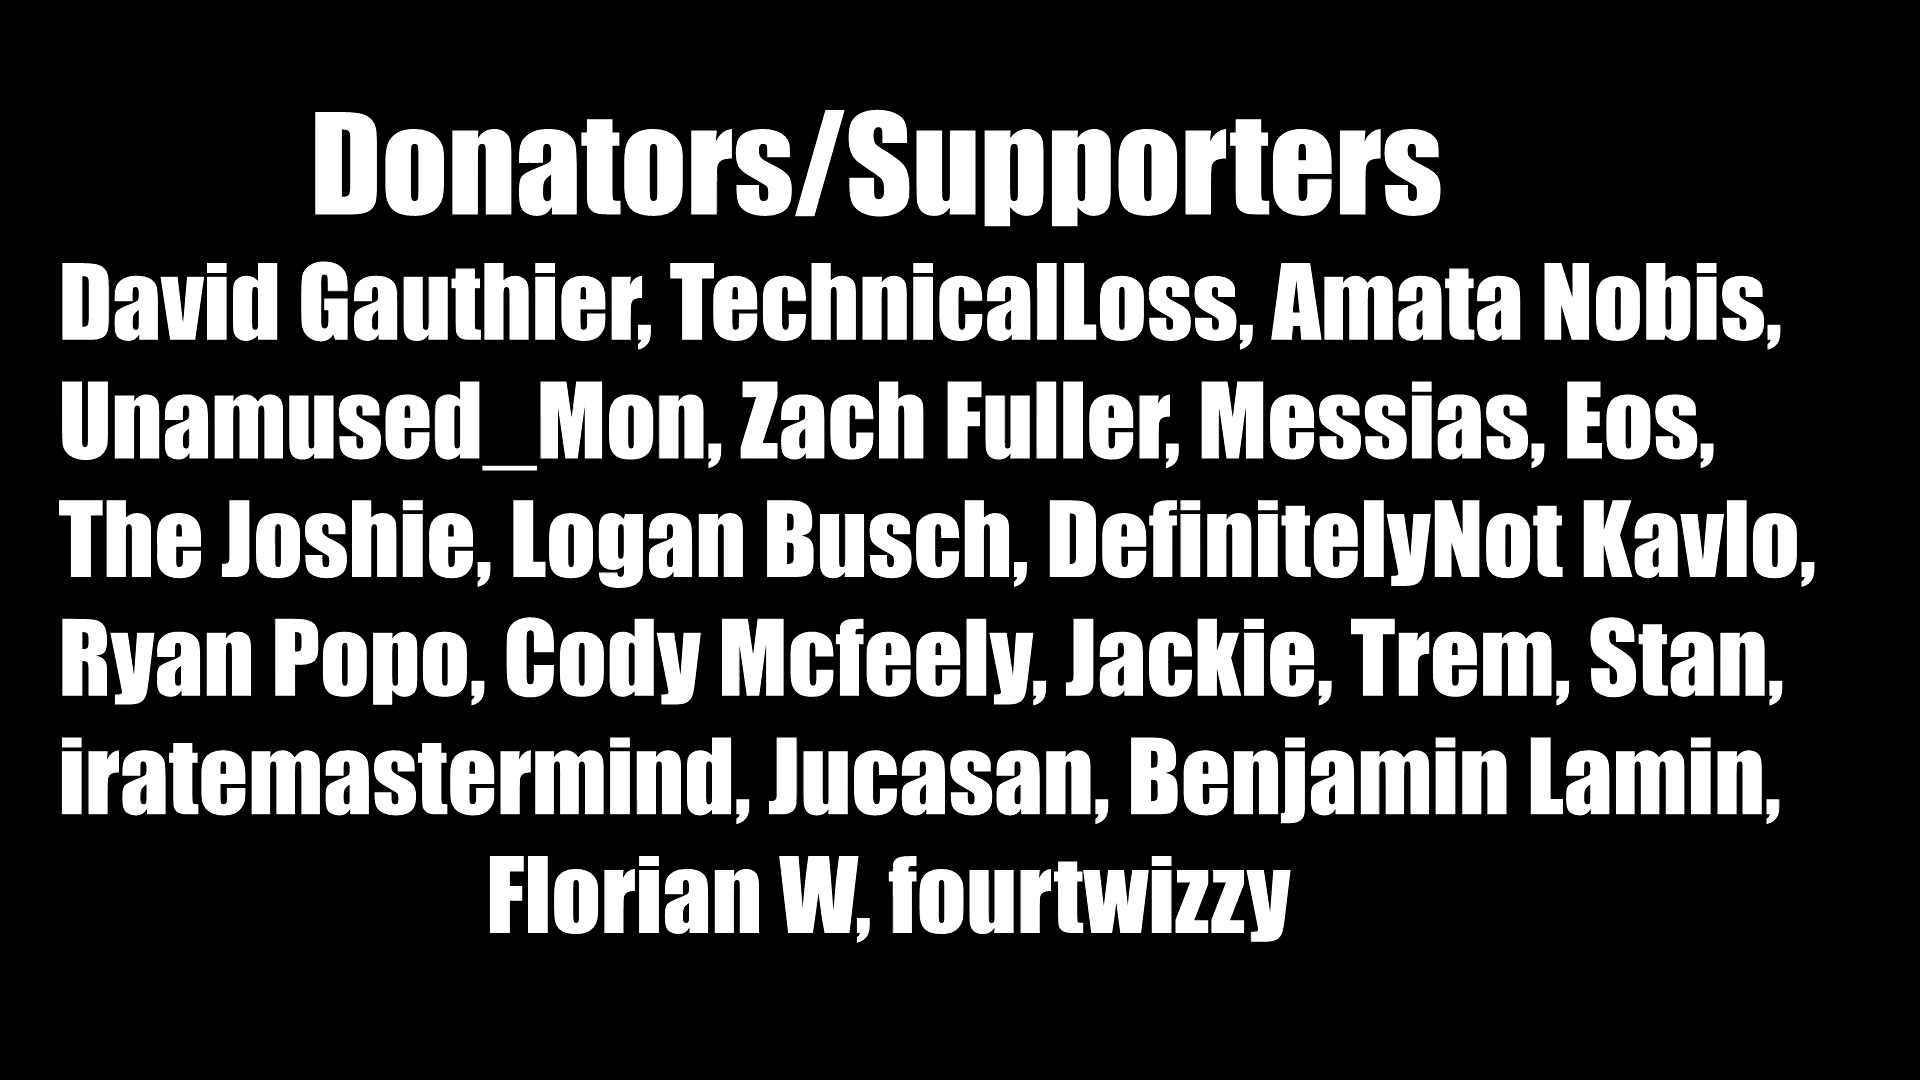 Donators/Supporters
David Gauthier, TechnicalLoss, Amata Nobis,
Unamused_Mon, Zach Fuller, Messias, Eos,
The Joshie, Logan Busch, DefinitelyNot Kavlo,
Ryan Popo, Cody Mcfeely, Jackie, Trem, Stan,
iratemastermind, Jucasan, Benjamin Lamin,
Florian W, fourtwizzy